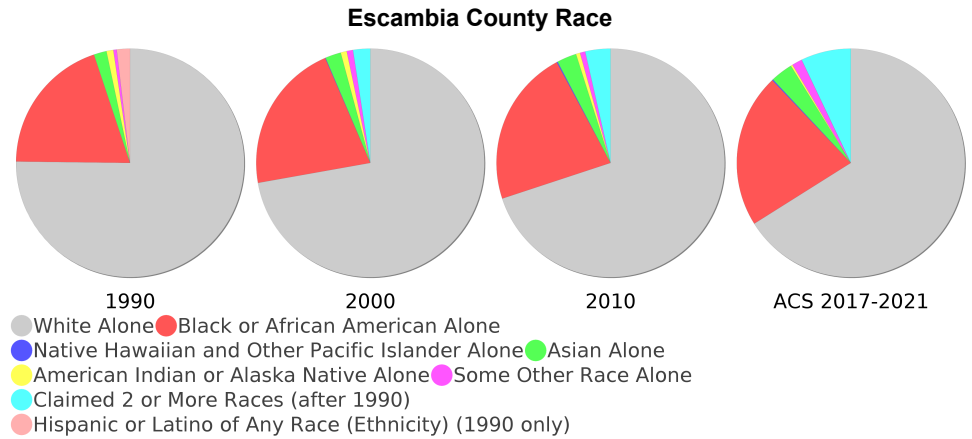 Escambia County Race
1990 2000 2010 ACS 2017-2021
White Alone Black or African American Alone
Native Hawaiian and Other Pacific Islander Alone Asian Alone
American Indian or Alaska Native Alone Some Other Race Alone
Claimed 2 or More Races (after 1990)
Hispanic or Latino of Any Race (Ethnicity) (1990 only)